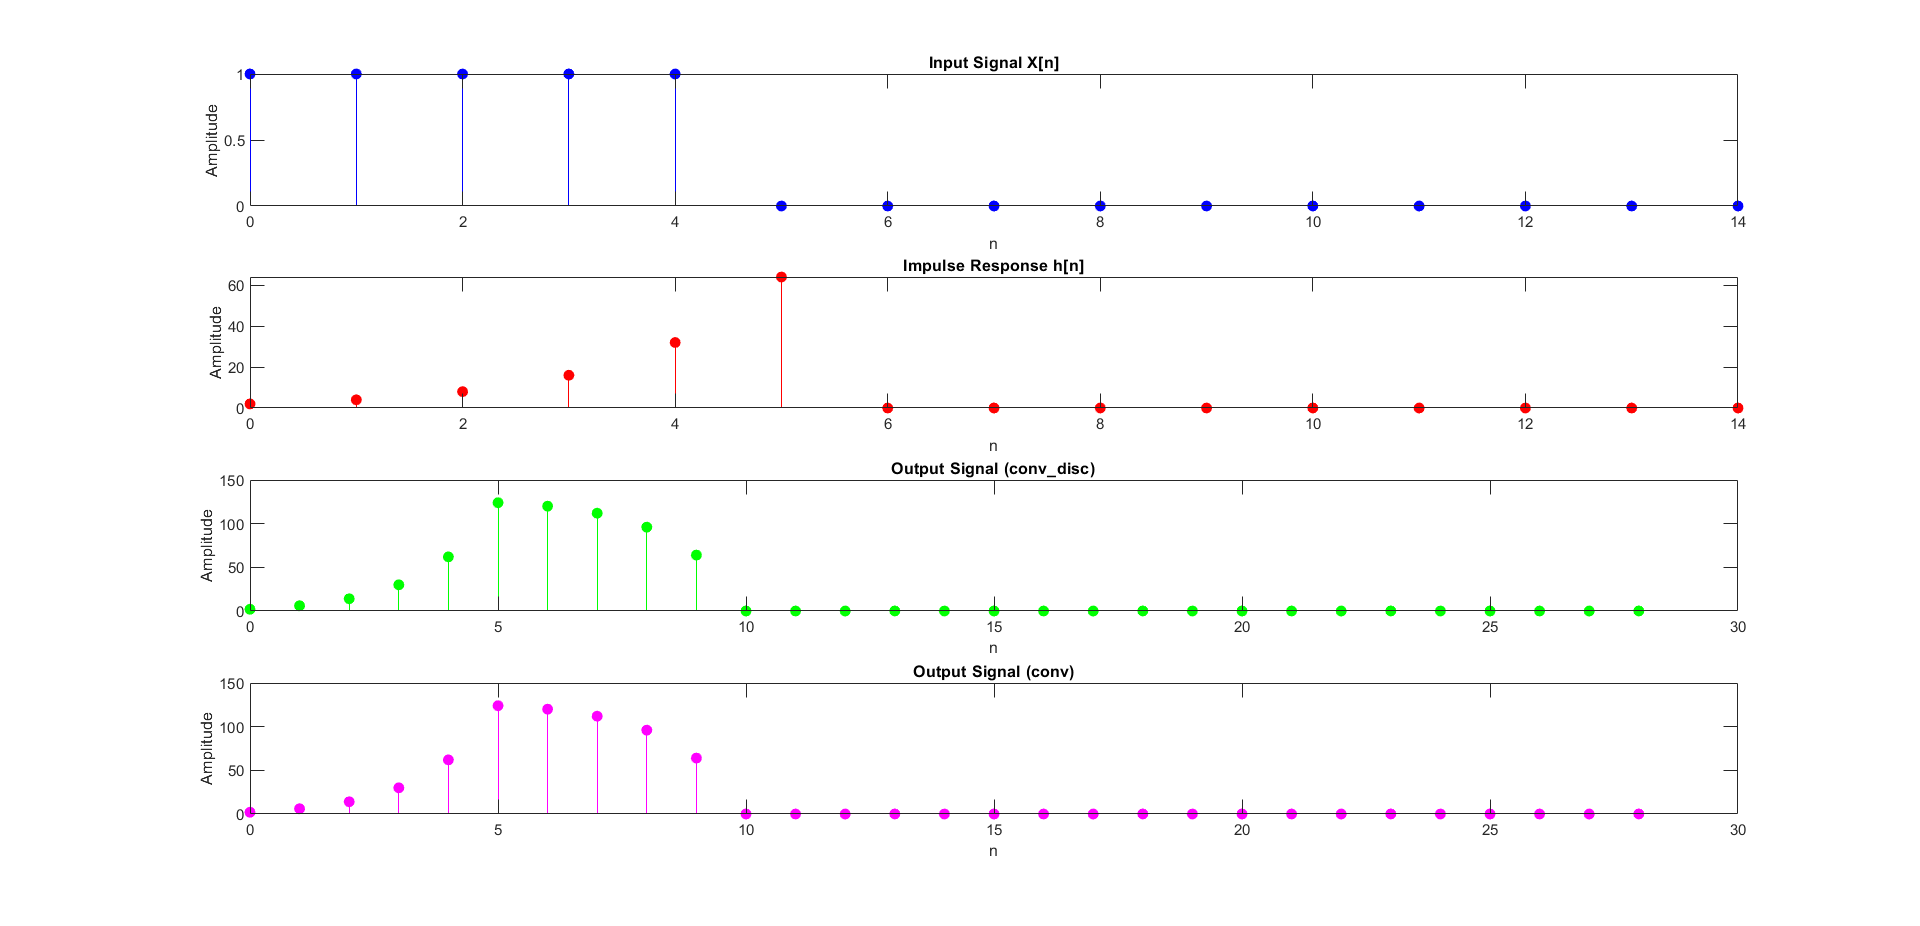 Input Signal X[n]
Amplitude
1
0.5
0
0 2 4 6 8 10 12 14
n
Impulse Response h[n]
Amplitude
60
40
20
0
0 2 4 6 8 10 12 14
n
Output Signal (conv_disc)
Amplitude
150
100
50
0
0 5 10 15 20 25 30
n
Output Signal (conv)
Amplitude
150
100
50
0
0 5 10 15 20 25 30
n